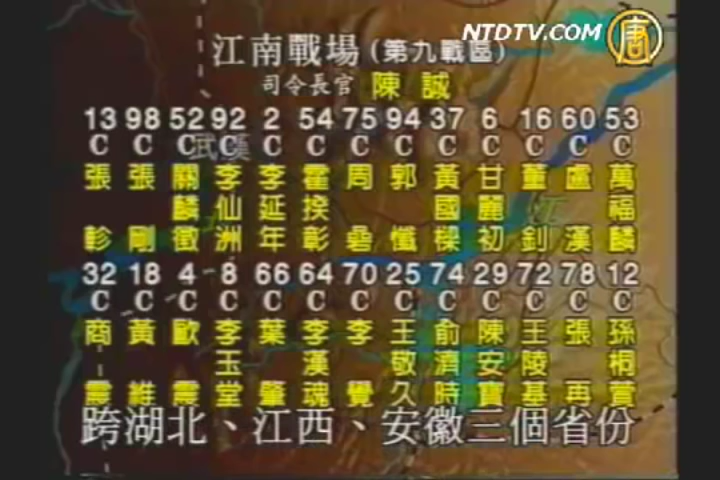 NTDTV.COM
唐
江南戰場(第九戰區)
司令長官 陳誠
13 98 52 92 2 54 75 94 37 6 16 60 53
C C C C C C C C C C C C C
武漢
張軫 張剛 關麟徵 李仙洲 李延年 霍揆彰 周碞 郭懺 黃國樑 甘麗初 董釗 盧漢 萬福麟
江
32 18 4 8 66 64 70 25 74 29 72 78 12
C C C C C C C C C C C C C
商震 黃維 歐震 李玉堂 葉肇 李漢魂 李覺 王敬久 俞濟時 陳安寶 王陵基 張再 孫桐萱
跨湖北、江西、安徽三個省份